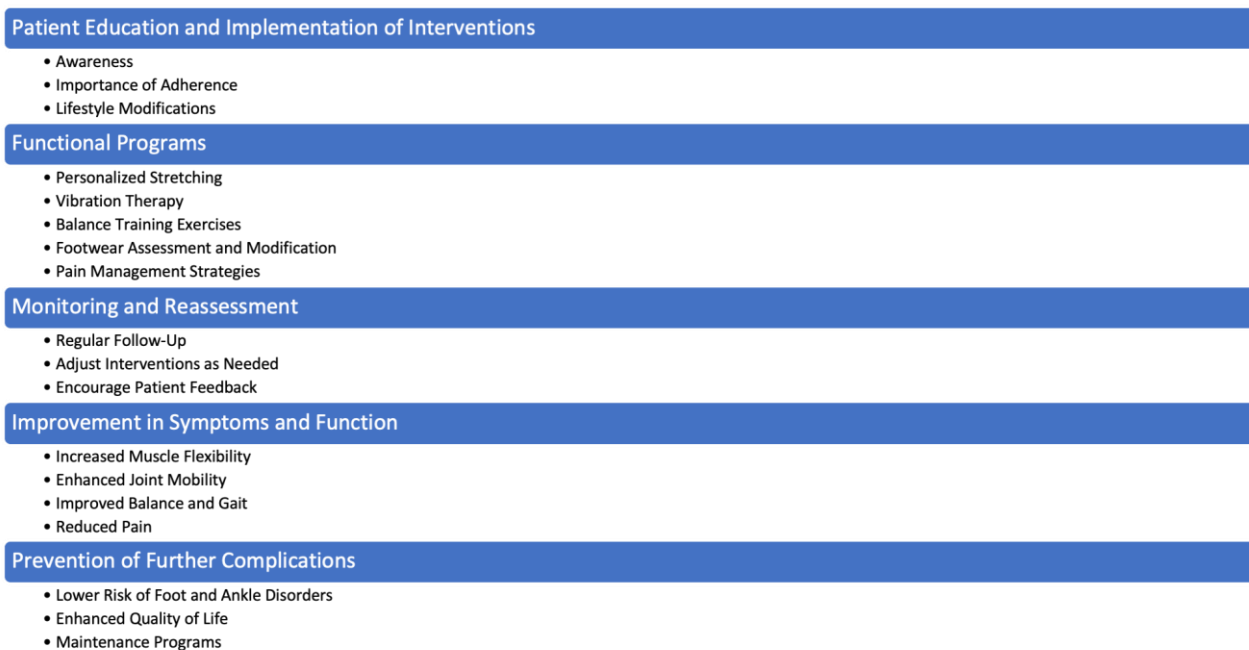 Patient Education and Implementation of Interventions
• Awareness
• Importance of Adherence
• Lifestyle Modifications
Functional Programs
• Personalized Stretching
• Vibration Therapy
• Balance Training Exercises
• Footwear Assessment and Modification
• Pain Management Strategies
Monitoring and Reassessment
• Regular Follow-Up
• Adjust Interventions as Needed
• Encourage Patient Feedback
Improvement in Symptoms and Function
• Increased Muscle Flexibility
• Enhanced Joint Mobility
• Improved Balance and Gait
• Reduced Pain
Prevention of Further Complications
• Lower Risk of Foot and Ankle Disorders
• Enhanced Quality of Life
• Maintenance Programs